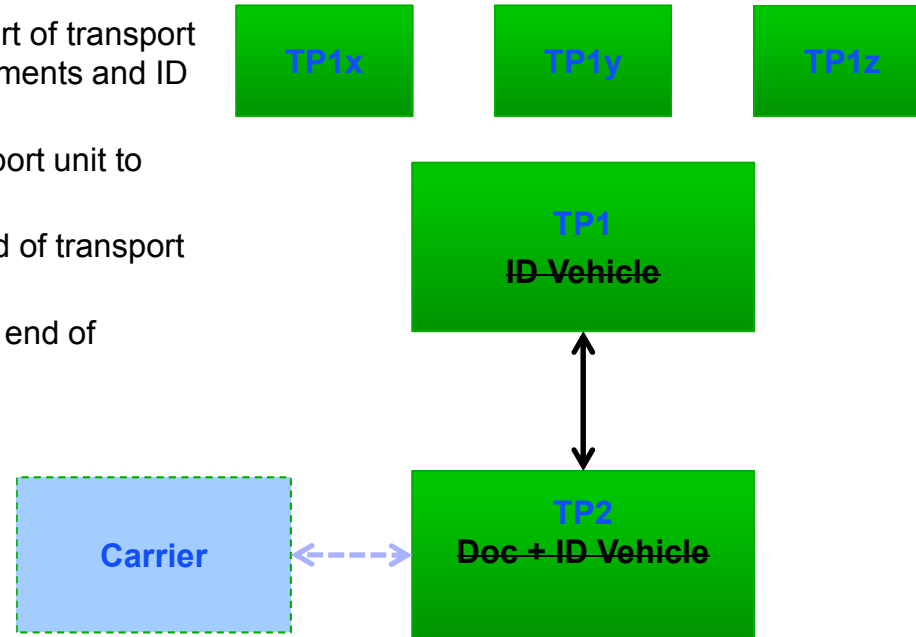 rt of transport
ments and ID
port unit to
d of transport
end of
TP1x
TP1y
TP1z
TP1
ID Vehicle
TP2
Doc + ID Vehicle
Carrier